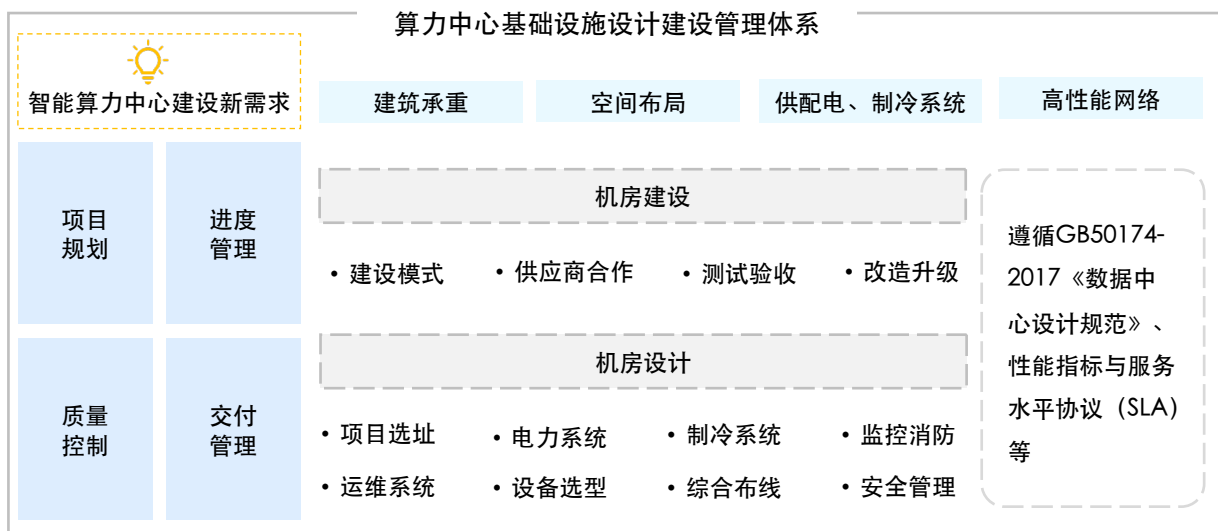 算力中心基础设施设计建设管理体系
智能算力中心建设新需求
建筑承重
空间布局
供配电、制冷系统
高性能网络
项目
规划
进度
管理
质量
控制
交付
管理
机房建设
• 建设模式
• 供应商合作
• 测试验收
• 改造升级
机房设计
• 项目选址
• 电力系统
• 制冷系统
• 监控消防
• 运维系统
• 设备选型
• 综合布线
• 安全管理
遵循GB50174-
2017《数据中
心设计规范》、
性能指标与服务
水平协议（SLA）
等